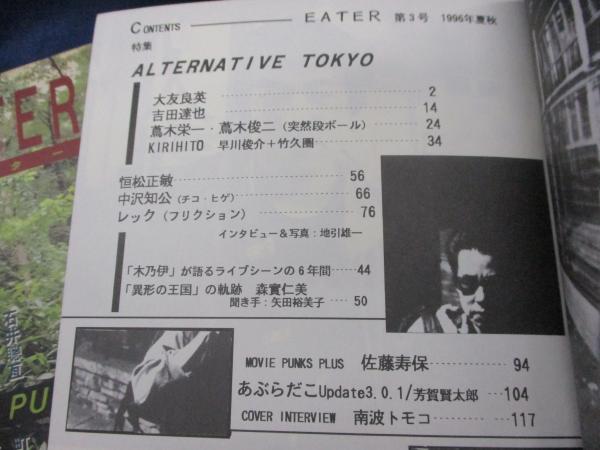 CONTENTS
EATER 第3号 1996年夏秋
特集
ALTERNATIVE TOKYO
大友良英 2
吉田達也 14
蔦木栄一・蔦木俊二(突然段ボール) 24
KIRIHITO 早川俊介+竹久圏 34
恒松正敏 56
中沢知公(チコ・ヒゲ) 66
レック(フリクション) 76
インタビュー&写真:地引雄一
「木乃伊」が語るライブシーンの6年間 44
「異形の王国」の軌跡 森實仁美
聞き手:矢田裕美子 50
MOVIE PUNKS PLUS 佐藤寿保 94
あぶらだこUpdate3.0.1/芳賀賢太郎 104
COVER INTERVIEW 南波トモコ 117
TER
ター
石井聰亙
PU